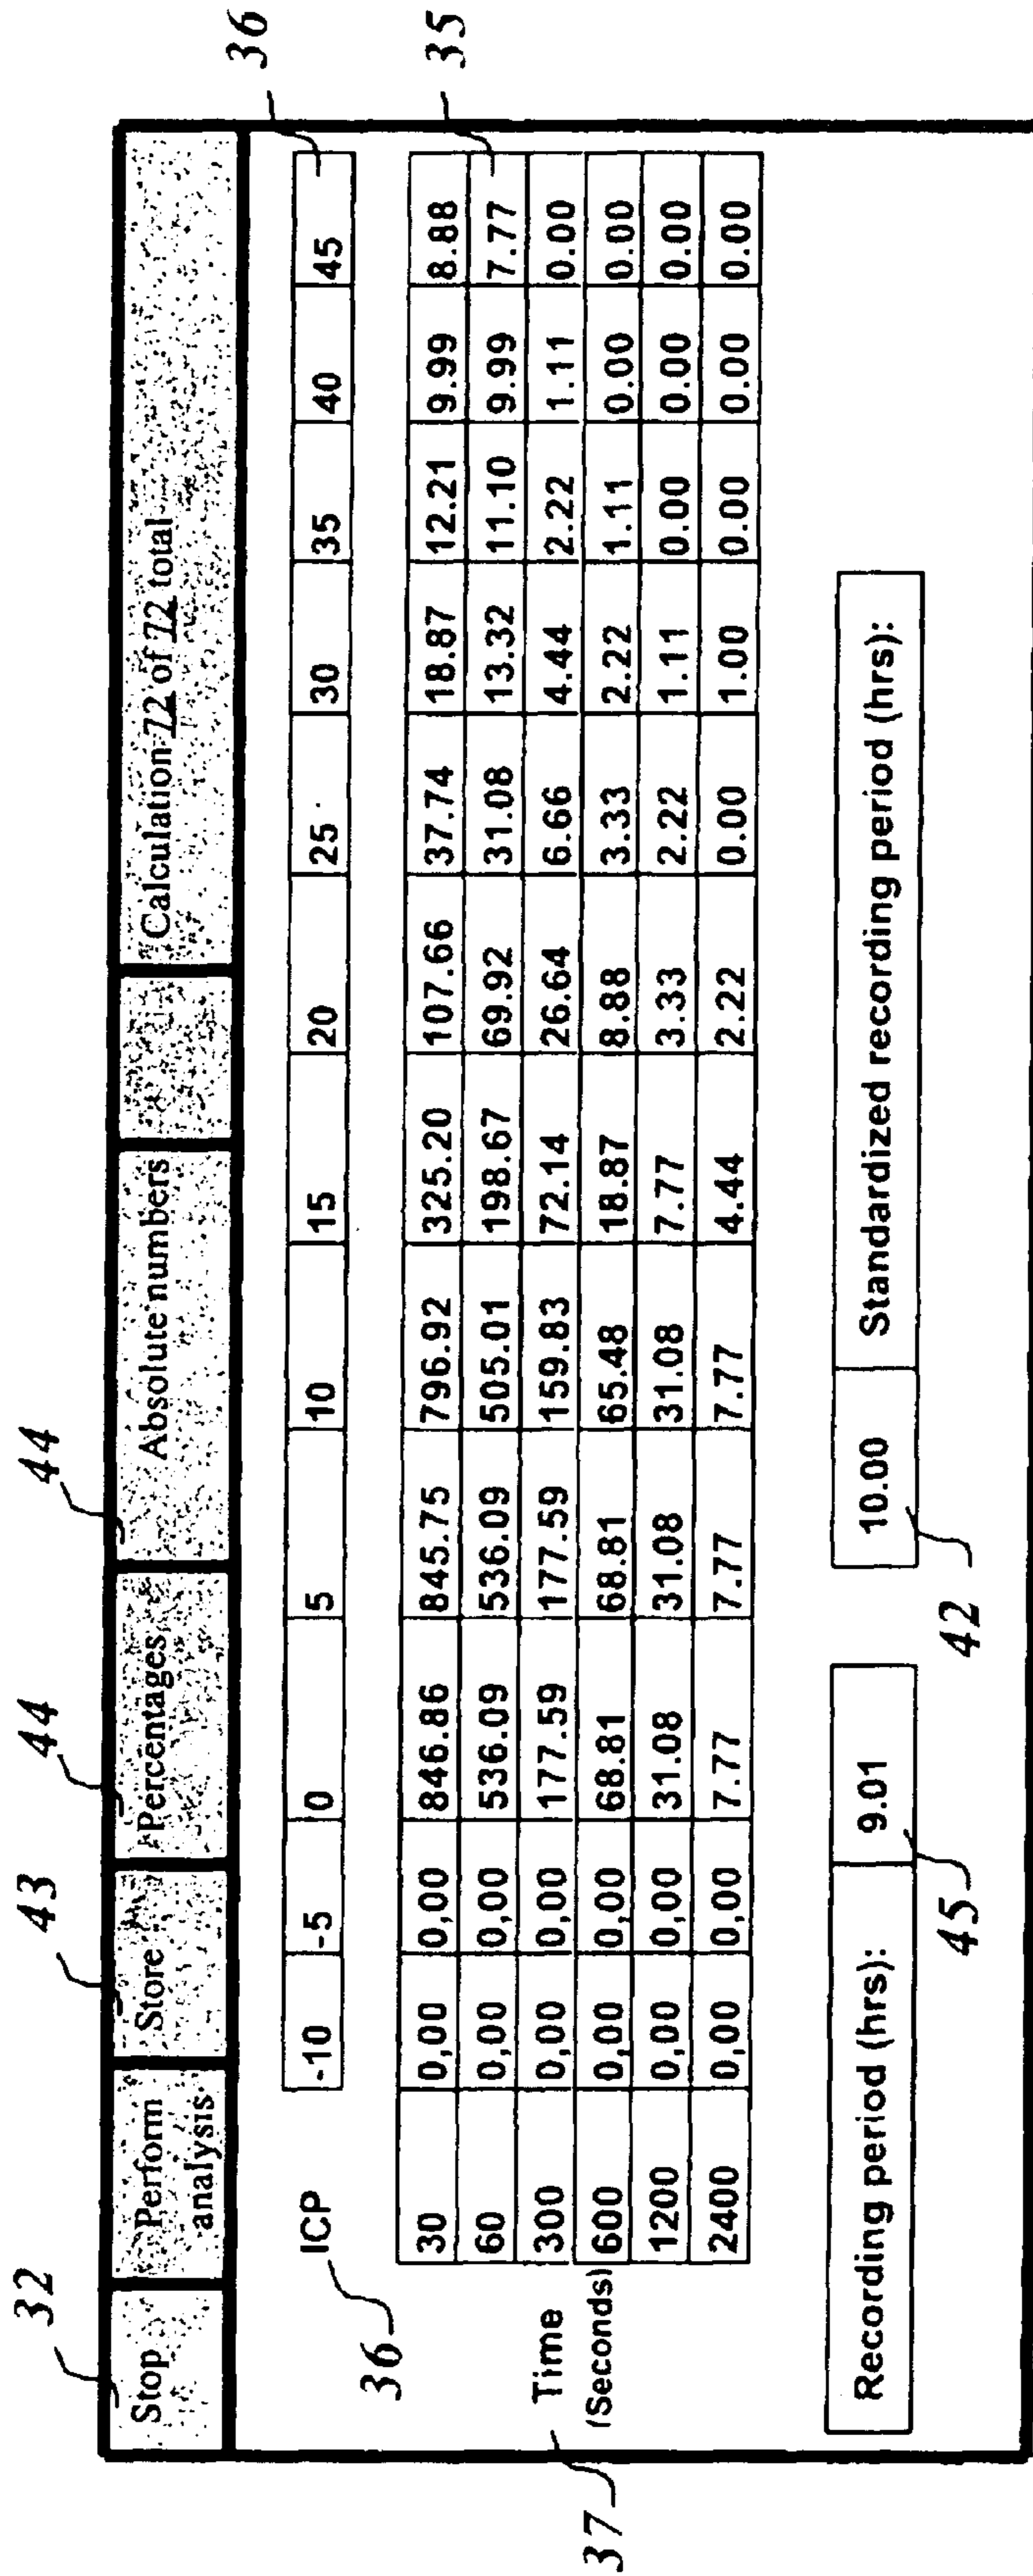 32 43 44 44
Stop Perform analysis Store Percentages Absolute numbers Calculation 72 of 72 total
36 ICP -10 -5 0 5 10 15 20 25 30 35 40 45 36
30 0,00 0,00 846.86 845.75 796.92 325.20 107.66 37.74 18.87 12.21 9.99 8.88
60 0,00 0,00 536.09 536.09 505.01 198.67 69.92 31.08 13.32 11.10 9.99 7.77 35
37 Time 300 0,00 0,00 177.59 177.59 159.83 72.14 26.64 6.66 4.44 2.22 1.11 0.00
(Seconds) 600 0,00 0,00 68.81 68.81 65.48 18.87 8.88 3.33 2.22 1.11 0.00 0.00
1200 0,00 0,00 31.08 31.08 31.08 7.77 3.33 2.22 1.11 0.00 0.00 0.00
2400 0,00 0,00 7.77 7.77 7.77 4.44 2.22 0.00 1.00 0.00 0.00 0.00
Recording period (hrs): 9.01 10.00 Standardized recording period (hrs):
45 42